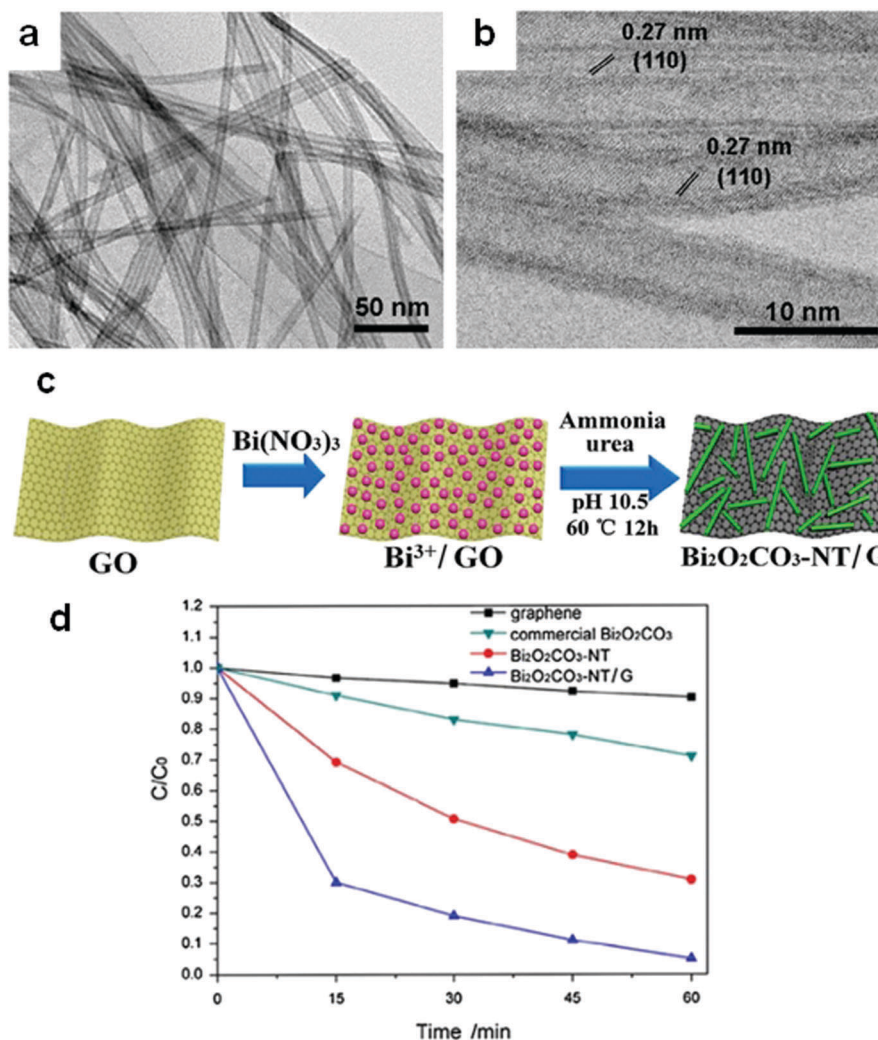 a
50 nm
b
0.27 nm
(110)
0.27 nm
(110)
10 nm
c
GO
Bi(NO₃)₃
Bi³⁺/ GO
Ammonia
urea
pH 10.5
60 ℃ 12h
Bi₂O₂CO₃-NT/
d
graphene
commercial Bi₂O₂CO₃
Bi₂O₂CO₃-NT
Bi₂O₂CO₃-NT/G
C/C₀
1.2
1.1
1.0
0.9
0.8
0.7
0.6
0.5
0.4
0.3
0.2
0.1
0.0
0 15 30 45 60
Time /min